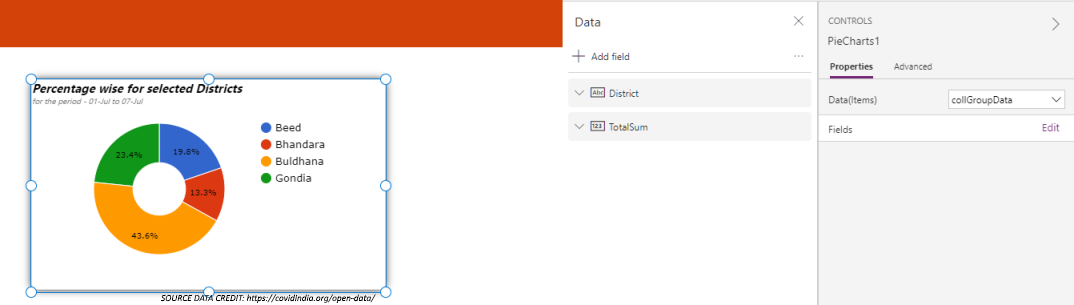 Percentage wise for selected Districts
for the period - 01-Jul to 07-Jul
19.8%
13.3%
43.6%
23.4%
Beed
Bhandara
Buldhana
Gondia
SOURCE DATA CREDIT: https://covidindia.org/open-data/
Data
Add field
...
Abc District
123 TotalSum
CONTROLS
PieCharts1
Properties Advanced
Data(Items) collGroupData
Fields Edit